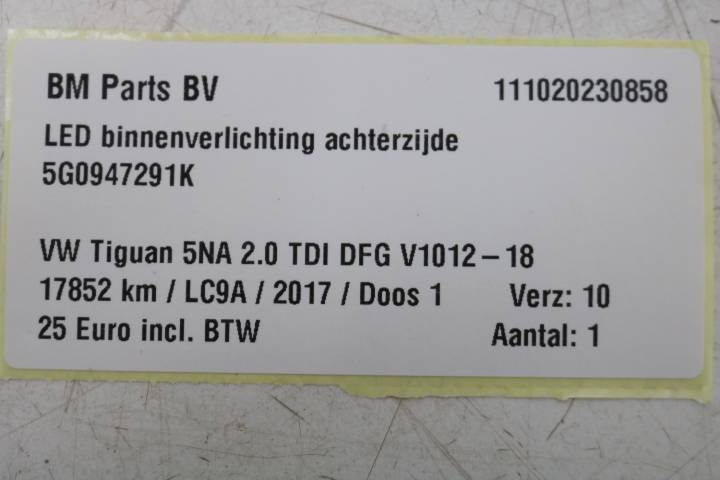 BM Parts BV 111020230858
LED binnenverlichting achterzijde
5G0947291K
VW Tiguan 5NA 2.0 TDI DFG V1012-18
17852 km / LC9A / 2017 / Doos 1 Verz: 10
25 Euro incl. BTW Aantal: 1